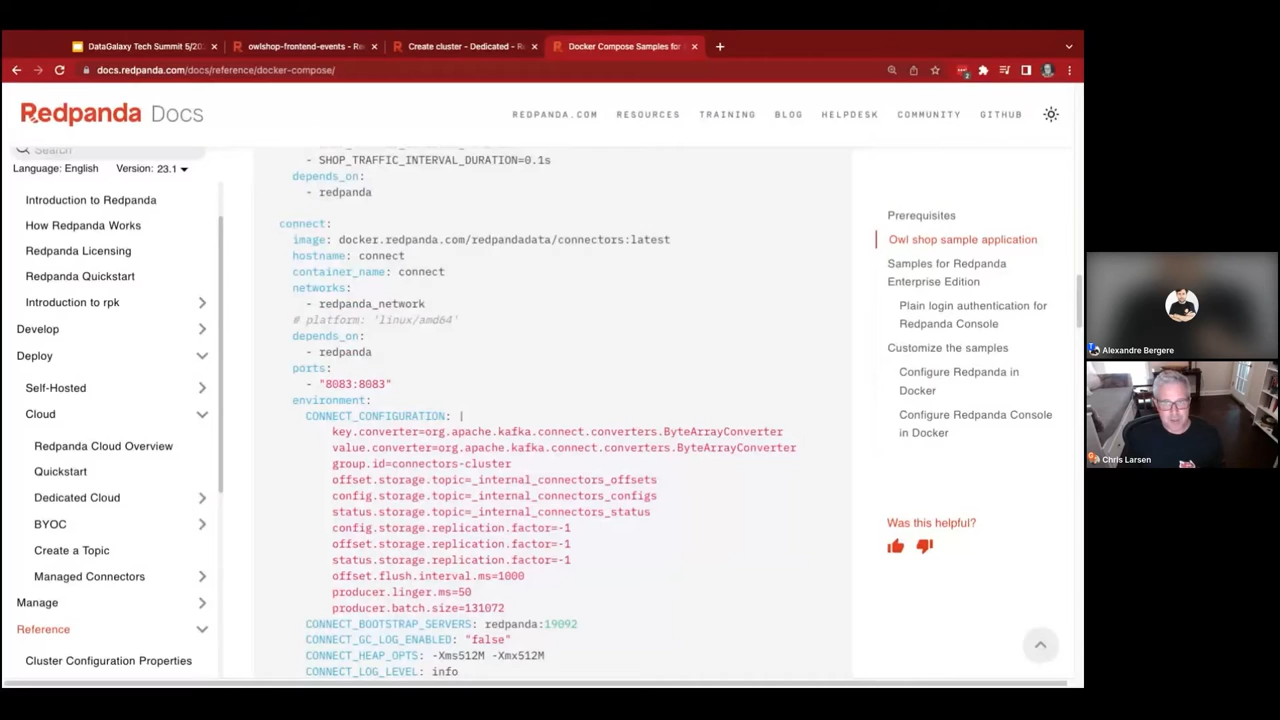 DataGalaxy Tech Summit 5/202
owlshop-frontend-events - Re
Create cluster - Dedicated - R
Docker Compose Samples for
docs.redpanda.com/docs/reference/docker-compose/
Redpanda Docs
REDPANDA.COM RESOURCES TRAINING BLOG HELPDESK COMMUNITY GITHUB
Search
Language: English Version: 23.1
Introduction to Redpanda
How Redpanda Works
Redpanda Licensing
Redpanda Quickstart
Introduction to rpk
Develop
Deploy
Self-Hosted
Cloud
Redpanda Cloud Overview
Quickstart
Dedicated Cloud
BYOC
Create a Topic
Managed Connectors
Manage
Reference
Cluster Configuration Properties
- SHOP_TRAFFIC_INTERVAL_DURATION=0.1s
depends_on:
- redpanda
connect:
image: docker.redpanda.com/redpandadata/connectors:latest
hostname: connect
container_name: connect
networks:
- redpanda_network
# platform: 'linux/amd64'
depends_on:
- redpanda
ports:
- "8083:8083"
environment:
CONNECT_CONFIGURATION: |
key.converter=org.apache.kafka.connect.converters.ByteArrayConverter
value.converter=org.apache.kafka.connect.converters.ByteArrayConverter
group.id=connectors-cluster
offset.storage.topic=_internal_connectors_offsets
config.storage.topic=_internal_connectors_configs
status.storage.topic=_internal_connectors_status
config.storage.replication.factor=-1
offset.storage.replication.factor=-1
status.storage.replication.factor=-1
offset.flush.interval.ms=1000
producer.linger.ms=50
producer.batch.size=131072
CONNECT_BOOTSTRAP_SERVERS: redpanda:19092
CONNECT_GC_LOG_ENABLED: "false"
CONNECT_HEAP_OPTS: -Xms512M -Xmx512M
CONNECT_LOG_LEVEL: info
Prerequisites
Owl shop sample application
Samples for Redpanda
Enterprise Edition
Plain login authentication for
Redpanda Console
Customize the samples
Configure Redpanda in
Docker
Configure Redpanda Console
in Docker
Was this helpful?
Alexandre Bergere
Chris Larsen